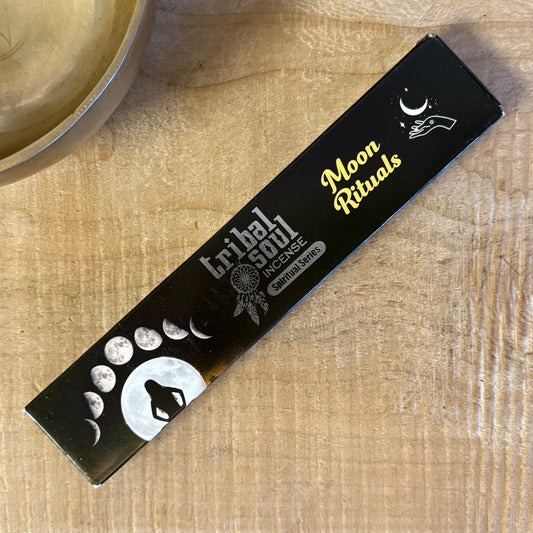 tribal
soul
INCENSE
Spiritual Series
Moon
Rituals